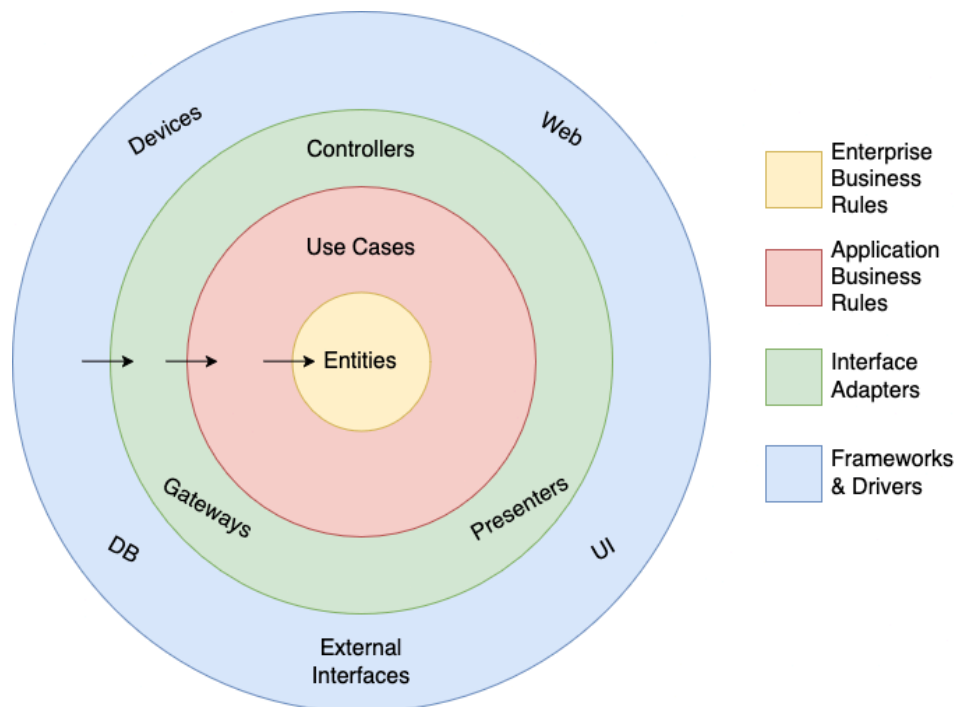 Devices
Web
Controllers
Use Cases
Entities
Gateways
Presenters
DB
UI
External
Interfaces
Enterprise
Business
Rules
Application
Business
Rules
Interface
Adapters
Frameworks
& Drivers